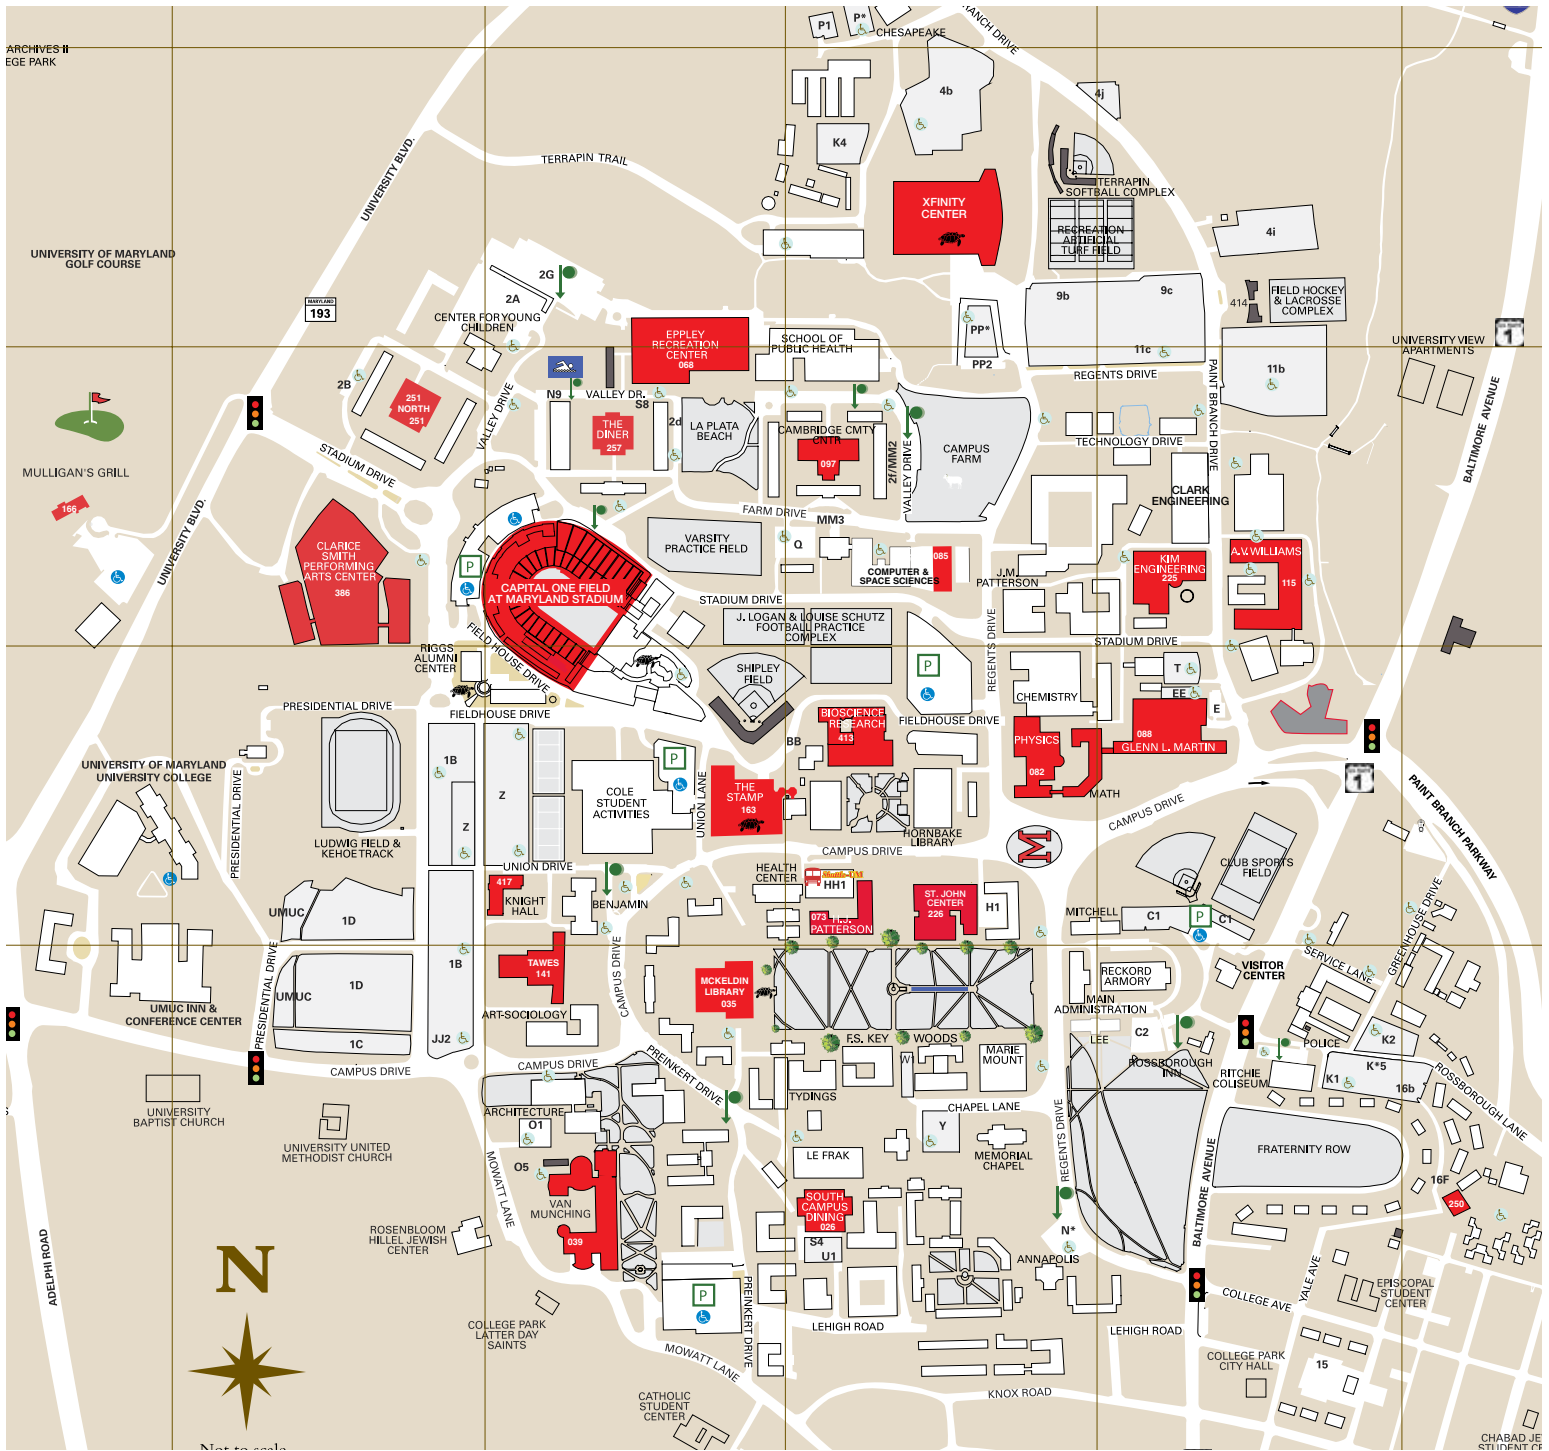 P1
P*
CHESAPEAKE
ANCH DRIVE
ARCHIVES II
EGE PARK
4b
4j
K4
TERRAPIN TRAIL
UNIVERSITY BLVD.
TERRAPIN
SOFTBALL COMPLEX
XFINITY
CENTER
RECREATION
ARTIFICIAL
TURF FIELD
4i
UNIVERSITY OF MARYLAND
GOLF COURSE
2G
2A
MARYLAND
193
CENTER FOR YOUNG
CHILDREN
9b
9c
414
FIELD HOCKEY
& LACROSSE
COMPLEX
EPPLEY
RECREATION
CENTER
068
SCHOOL OF
PUBLIC HEALTH
PP*
PP2
11c
REGENTS DRIVE
PAINT BRANCH DRIVE
11b
UNIVERSITY VIEW
APARTMENTS
1
BALTIMORE AVENUE
2B
251
NORTH
251
VALLEY DRIVE
N9
VALLEY DR.
S8
THE
DINER
257
2d
LA PLATA
BEACH
CAMBRIDGE CMTY
CNTR
097
2f/MM2
VALLEY DRIVE
CAMPUS
FARM
TECHNOLOGY DRIVE
STADIUM DRIVE
MULLIGAN'S GRILL
166
UNIVERSITY BLVD.
CLARK
ENGINEERING
FARM DRIVE
MM3
VARSITY
PRACTICE FIELD
Q
COMPUTER &
SPACE SCIENCES
085
CLARICE
SMITH
PERFORMING
ARTS CENTER
386
P
CAPITAL ONE FIELD
AT MARYLAND STADIUM
STADIUM DRIVE
J.M.
PATTERSON
KIM
ENGINEERING
225
A.V. WILLIAMS
115
J. LOGAN & LOUISE SCHUTZ
FOOTBALL PRACTICE
COMPLEX
REGENTS DRIVE
STADIUM DRIVE
FIELD HOUSE DRIVE
RIGGS
ALUMNI
CENTER
SHIPLEY
FIELD
P
CHEMISTRY
T
EE
E
PRESIDENTIAL DRIVE
FIELDHOUSE DRIVE
BIOSCIENCE
RESEARCH
413
FIELDHOUSE DRIVE
BB
PHYSICS
082
088
GLENN L. MARTIN
MATH
UNIVERSITY OF MARYLAND
UNIVERSITY COLLEGE
1B
Z
Z
P
COLE
STUDENT
ACTIVITIES
UNION LANE
THE
STAMP
163
1
PAINT BRANCH PARKWAY
PRESIDENTIAL DRIVE
LUDWIG FIELD &
KEHOE TRACK
HORNBAKE
LIBRARY
CAMPUS DRIVE
CAMPUS DRIVE
M
CLUB SPORTS
FIELD
UNION DRIVE
417
KNIGHT
HALL
BENJAMIN
HEALTH
CENTER
Shuttle-UM
HH1
073
H.J.
PATTERSON
ST. JOHN
CENTER
226
H1
MITCHELL
C1
P
C1
UMUC
1D
GREENHOUSE DRIVE
SERVICE LANE
VISITOR
CENTER
TAWES
141
CAMPUS DRIVE
MCKELDIN
LIBRARY
035
RECKORD
ARMORY
MAIN
ADMINISTRATION
1B
1D
UMUC
PRESIDENTIAL DRIVE
UMUC INN &
CONFERENCE CENTER
ART-SOCIOLOGY
JJ2
1C
F.S. KEY
WOODS
W1
MARIE
MOUNT
LEE
C2
ROSSBOROUGH
INN
POLICE
K2
RITCHIE
COLISEUM
K1
K*5
16b
ROSSBOROUGH LANE
CAMPUS DRIVE
CAMPUS DRIVE
PREINKERT DRIVE
TYDINGS
UNIVERSITY
BAPTIST CHURCH
ARCHITECTURE
O1
CHAPEL LANE
Y
MEMORIAL
CHAPEL
REGENTS DRIVE
FRATERNITY ROW
UNIVERSITY UNITED
METHODIST CHURCH
LE FRAK
BALTIMORE AVENUE
MOWATT LANE
O5
VAN
MUNCHING
039
16F
250
SOUTH
CAMPUS
DINING
026
S4
U1
N*
ANNAPOLIS
ROSENBLOOM
HILLEL JEWISH
CENTER
ADELPHI ROAD
N
P
PREINKERT DRIVE
YALE AVE
EPISCOPAL
STUDENT
CENTER
COLLEGE AVE
COLLEGE PARK
LATTER DAY
SAINTS
LEHIGH ROAD
LEHIGH ROAD
MOWATT LANE
COLLEGE PARK
CITY HALL
15
KNOX ROAD
CATHOLIC
STUDENT
CENTER
CHABAD JE
STUDENT CE
Not to scale